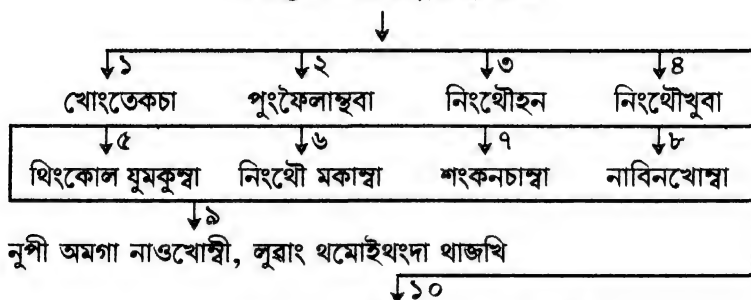 ১ ২ ৩ ৪
খোংতেকচা পুংফৈলাম্থবা নিংথৌহন নিংথৌখুবা
৫ ৬ ৭ ৮
থিংকোল যুমকুম্বা নিংথৌ মকাম্বা শংকনচাম্বা নাবিনখোম্বা
৯
নুপী অমগা নাওখোম্বী, লুৱাং থমোইথংদা থাজখি
১০